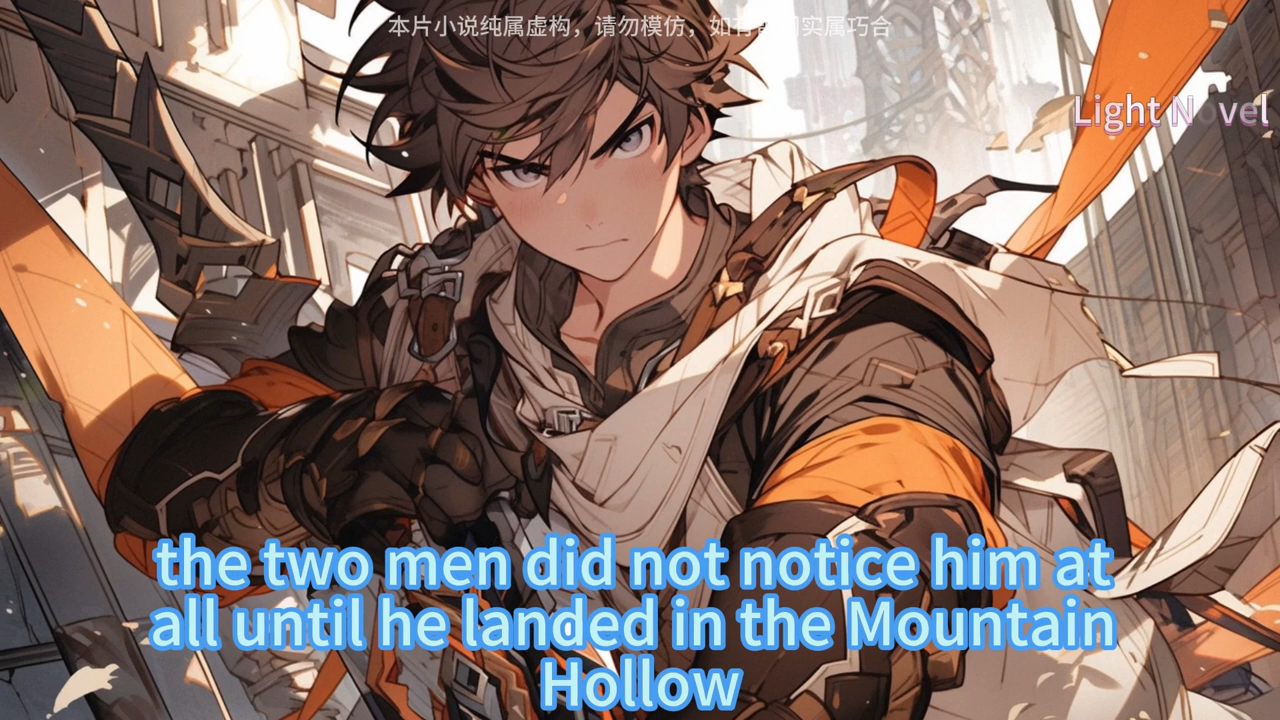 本片小说纯属虚构，请勿模仿，如有实属巧合
Light Novel
the two men did not notice him at
all until he landed in the Mountain
Hollow